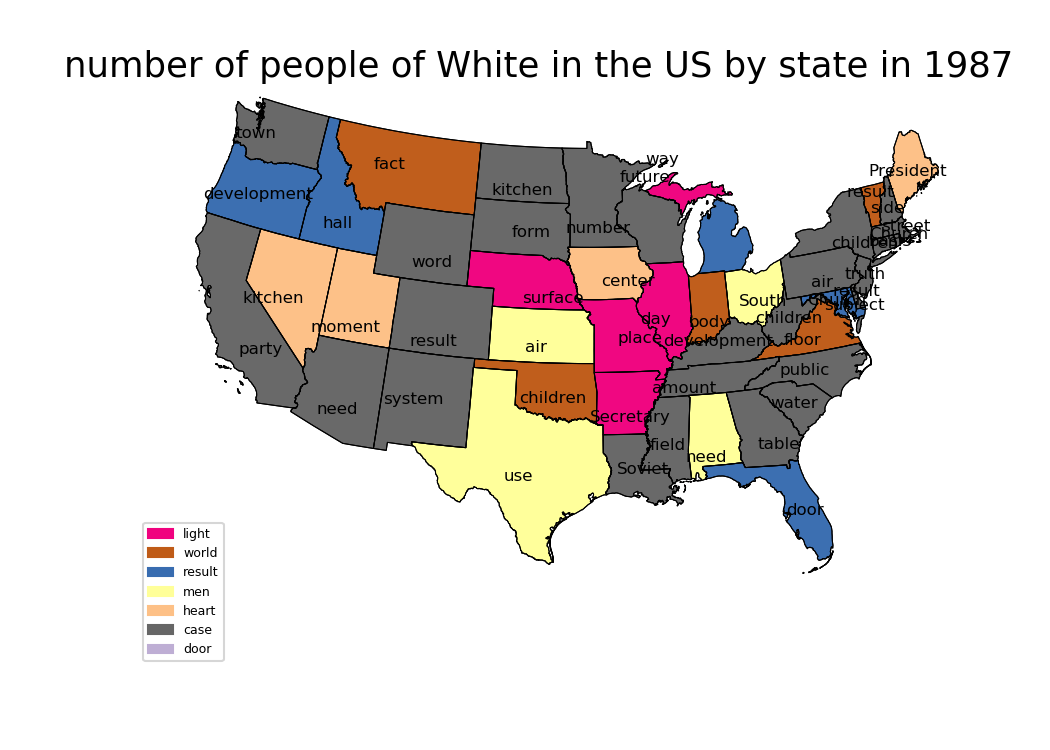 number of people of White in the US by state in 1987
town
way
fact
future
President
kitchen
result
development
side
hall
street
form
number
Church
children
word
truth
center
air
result
kitchen
surface
South
subject
day
children
moment
body
place
floor
result
development
air
party
public
amount
system
children
water
need
Secretary
field
table
need
Soviet
use
door
light
world
result
men
heart
case
door